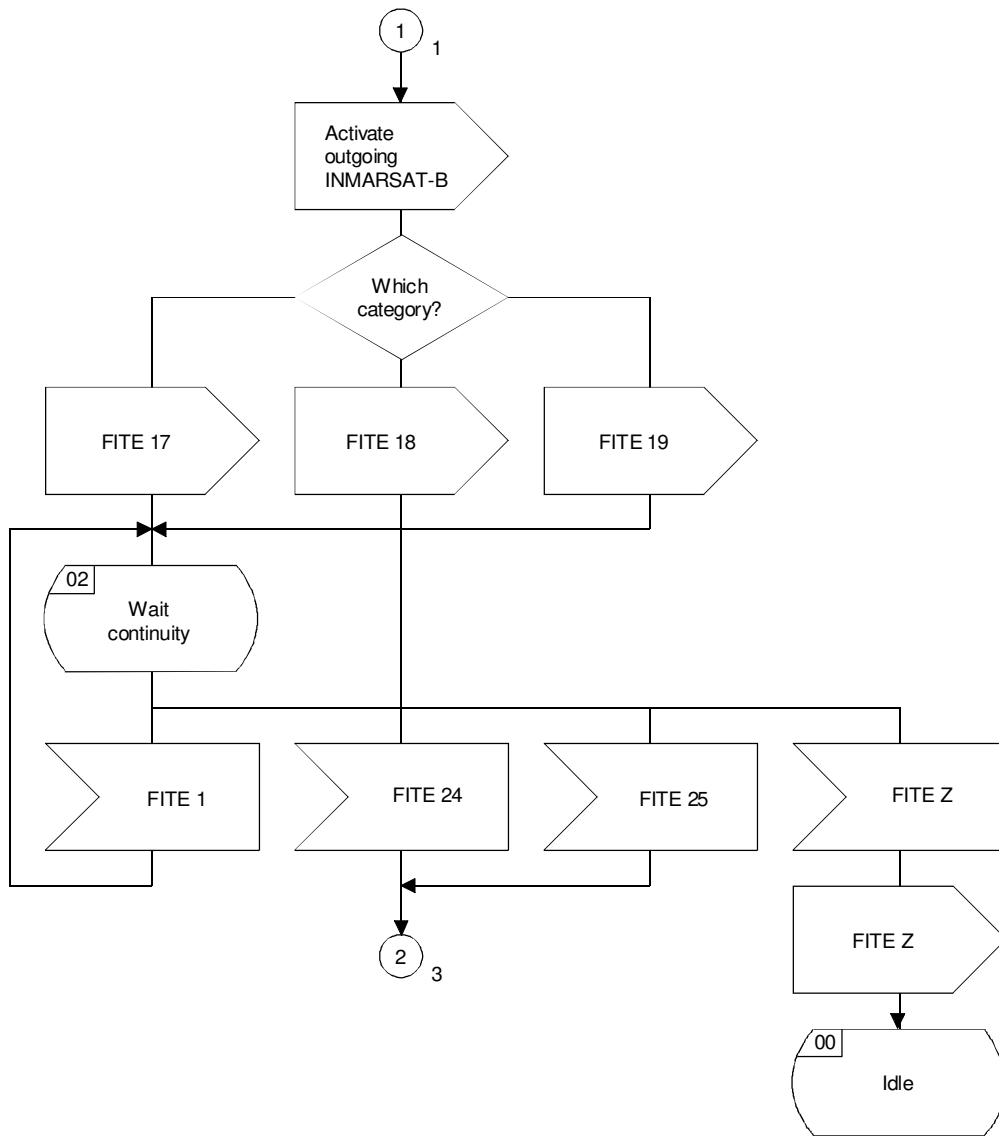 1
1
Activate
outgoing
INMARSAT-B
Which
category?
FITE 17
FITE 18
FITE 19
02
Wait
continuity
FITE 1
FITE 24
FITE 25
FITE Z
FITE Z
2
3
00
Idle